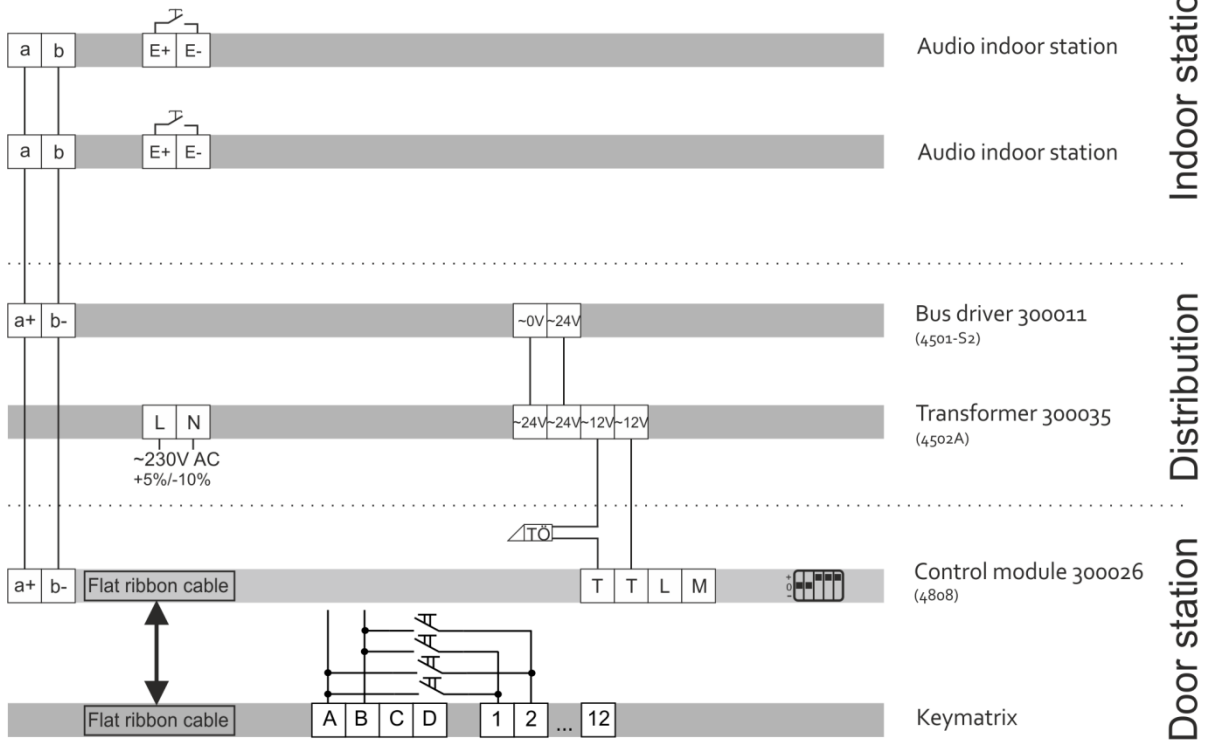 a b E+ E- Audio indoor station
a b E+ E- Audio indoor station
Indoor
a+ b- ~0V ~24V Bus driver 300011
(4501-S2)
L N ~24V ~24V ~12V ~12V Transformer 300035
(4502A)
~230V AC
+5%/-10%
Distribution
TÖ
a+ b- Flat ribbon cable T T L M + 0 - Control module 300026
(4808)
Flat ribbon cable A B C D 1 2 ... 12 Keymatrix
Door station